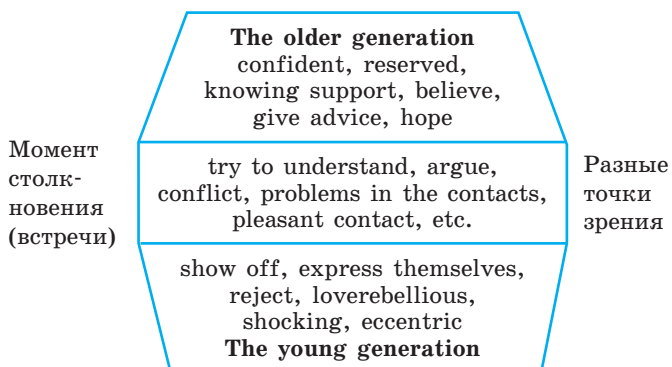 The older generation
confident, reserved,
knowing support, believe,
give advice, hope
Момент
столк-
новения
(встречи)
try to understand, argue,
conflict, problems in the contacts,
pleasant contact, etc.
Разные
точки
зрения
show off, express themselves,
reject, loverebellious,
shocking, eccentric
The young generation